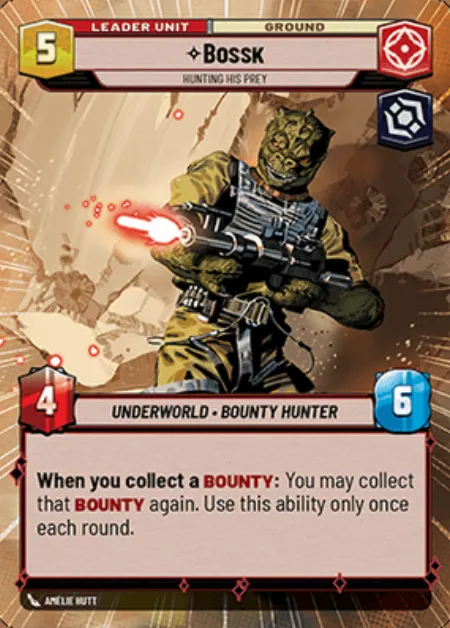 LEADER UNIT
GROUND
5
BOSSK
HUNTING HIS PREY
4
UNDERWORLD • BOUNTY HUNTER
6
When you collect a BOUNTY: You may collect
that BOUNTY again. Use this ability only once
each round.
AMÉLIE HUTT